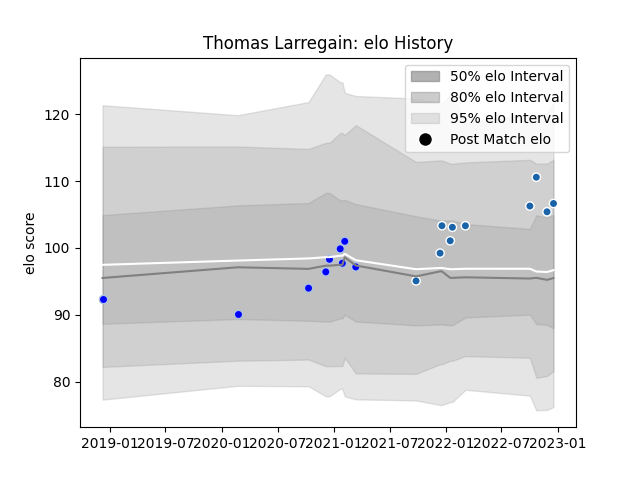 Thomas Larregain: elo History
50% elo Interval
80% elo Interval
95% elo Interval
Post Match elo
elo score
120
110
100
90
80
2019-01 2019-07 2020-01 2020-07 2021-01 2021-07 2022-01 2022-07 2023-01